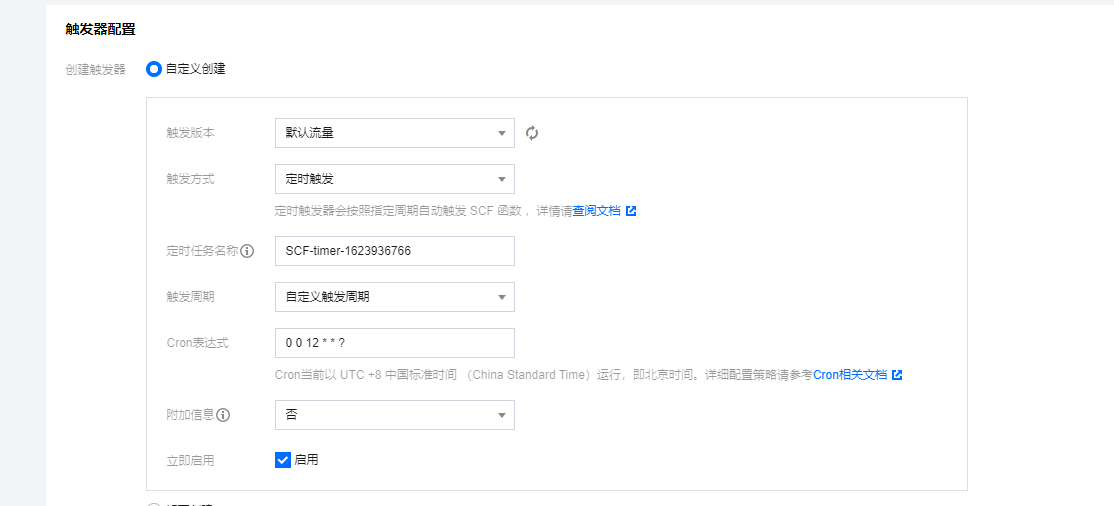 触发器配置
创建触发器 自定义创建
触发版本 默认流量
触发方式 定时触发
定时触发器会按照指定周期自动触发 SCF 函数，详情请查阅文档
定时任务名称 SCF-timer-1623936766
触发周期 自定义触发周期
Cron表达式 0 0 12 * * ?
Cron当前以 UTC +8 中国标准时间 （China Standard Time）运行，即北京时间。详细配置策略请参考Cron相关文档
附加信息 否
立即启用 启用